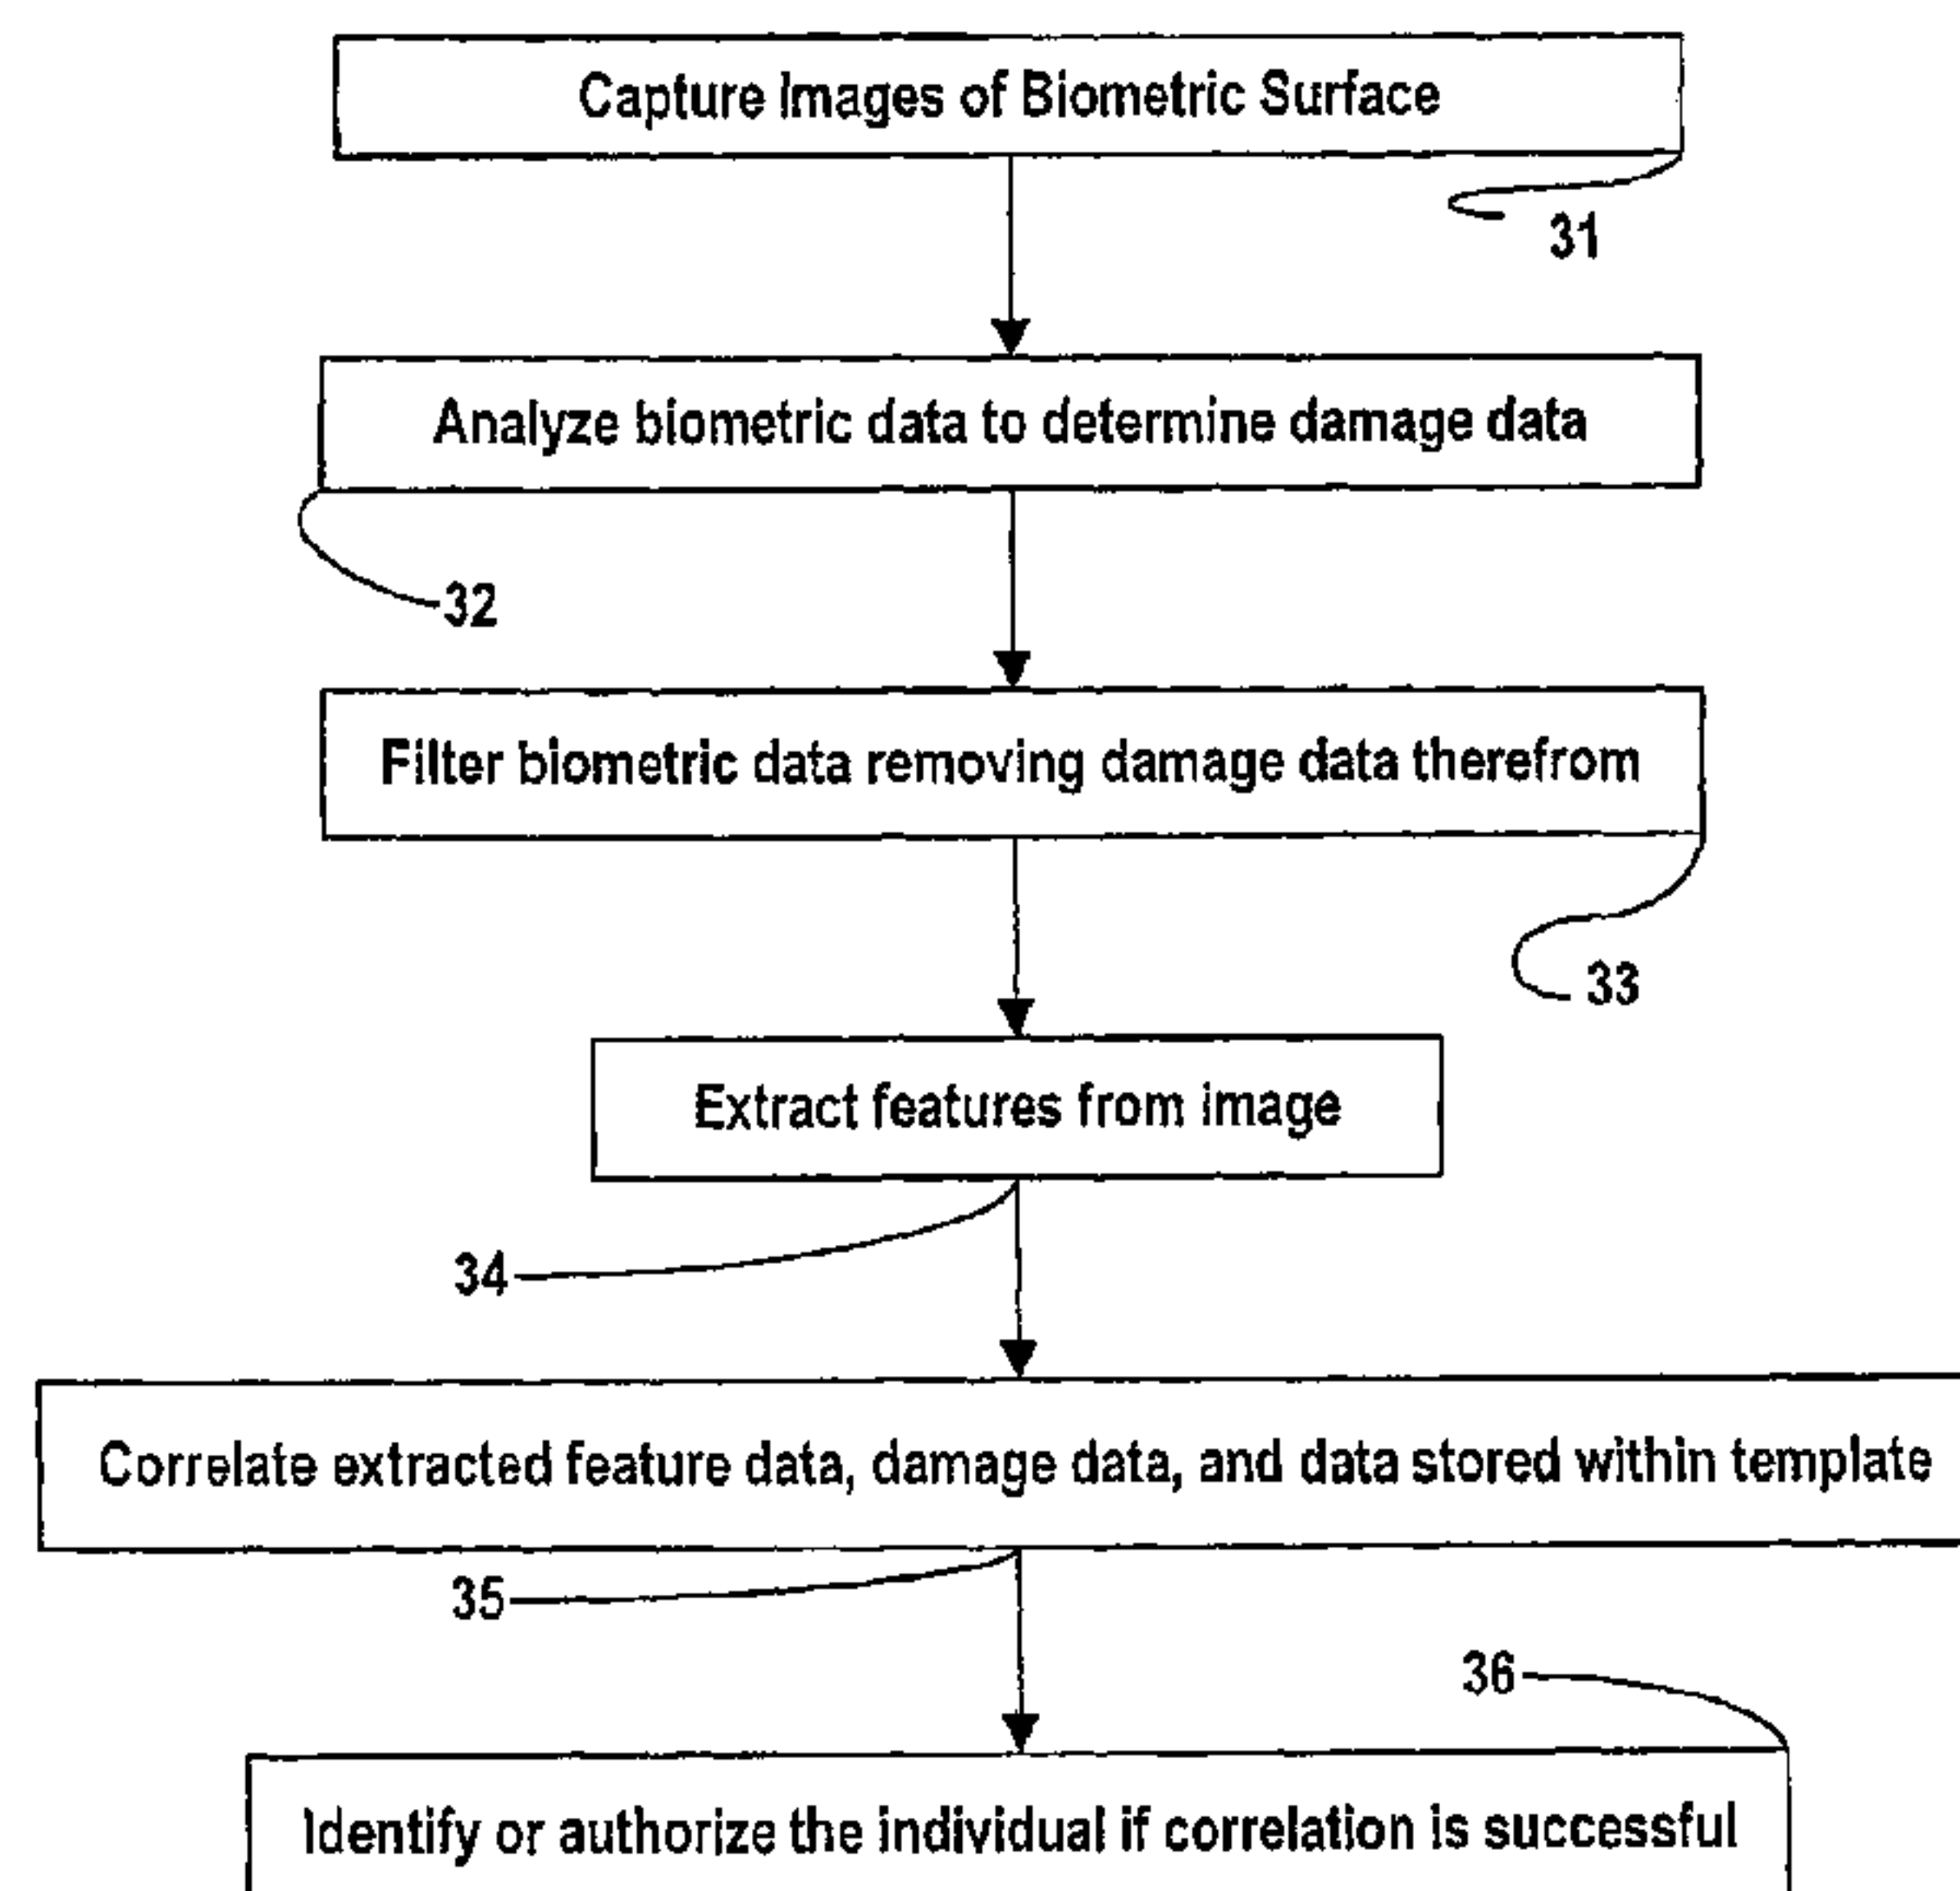 Capture Images of Biometric Surface
31
Analyze biometric data to determine damage data
32
Filter biometric data removing damage data therefrom
33
Extract features from image
34
Correlate extracted feature data, damage data, and data stored within template
35
36
Identify or authorize the individual if correlation is successful